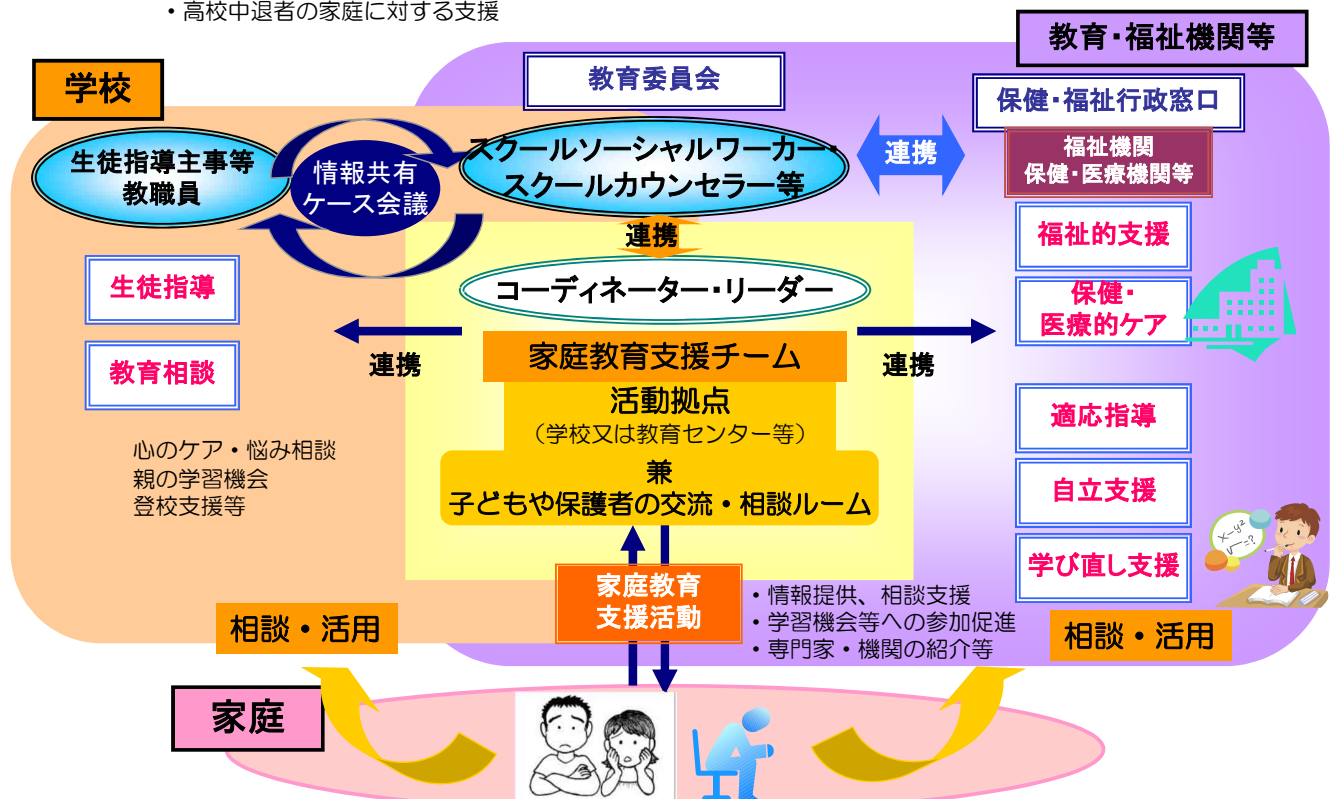 ・高校中退者の家庭に対する支援
教育・福祉機関等
学校
教育委員会
保健・福祉行政窓口
生徒指導主事等
教職員
情報共有
ケース会議
スクールソーシャルワーカー・
スクールカウンセラー等
連携
福祉機関
保健・医療機関等
連携
福祉的支援
生徒指導
コーディネーター・リーダー
保健・
医療的ケア
連携
家庭教育支援チーム
連携
教育相談
活動拠点
（学校又は教育センター等）
適応指導
心のケア・悩み相談
親の学習機会
登校支援等
兼
子どもや保護者の交流・相談ルーム
自立支援
x-y²
√=?
学び直し支援
家庭教育
支援活動
・情報提供、相談支援
・学習機会等への参加促進
・専門家・機関の紹介等
相談・活用
相談・活用
家庭